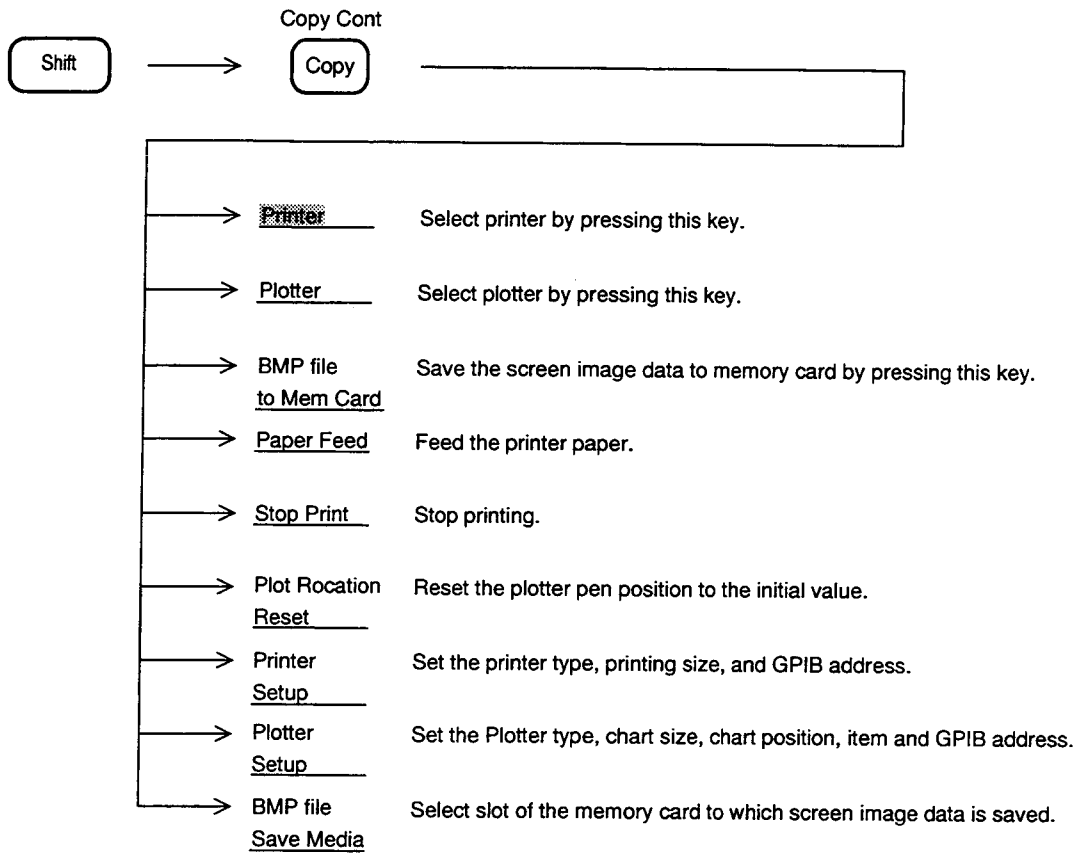 Copy Cont
Shift
Copy
Printer Select printer by pressing this key.
Plotter Select plotter by pressing this key.
BMP file Save the screen image data to memory card by pressing this key.
to Mem Card
Paper Feed Feed the printer paper.
Stop Print Stop printing.
Plot Rocation Reset the plotter pen position to the initial value.
Reset
Printer Set the printer type, printing size, and GPIB address.
Setup
Plotter Set the Plotter type, chart size, chart position, item and GPIB address.
Setup
BMP file Select slot of the memory card to which screen image data is saved.
Save Media